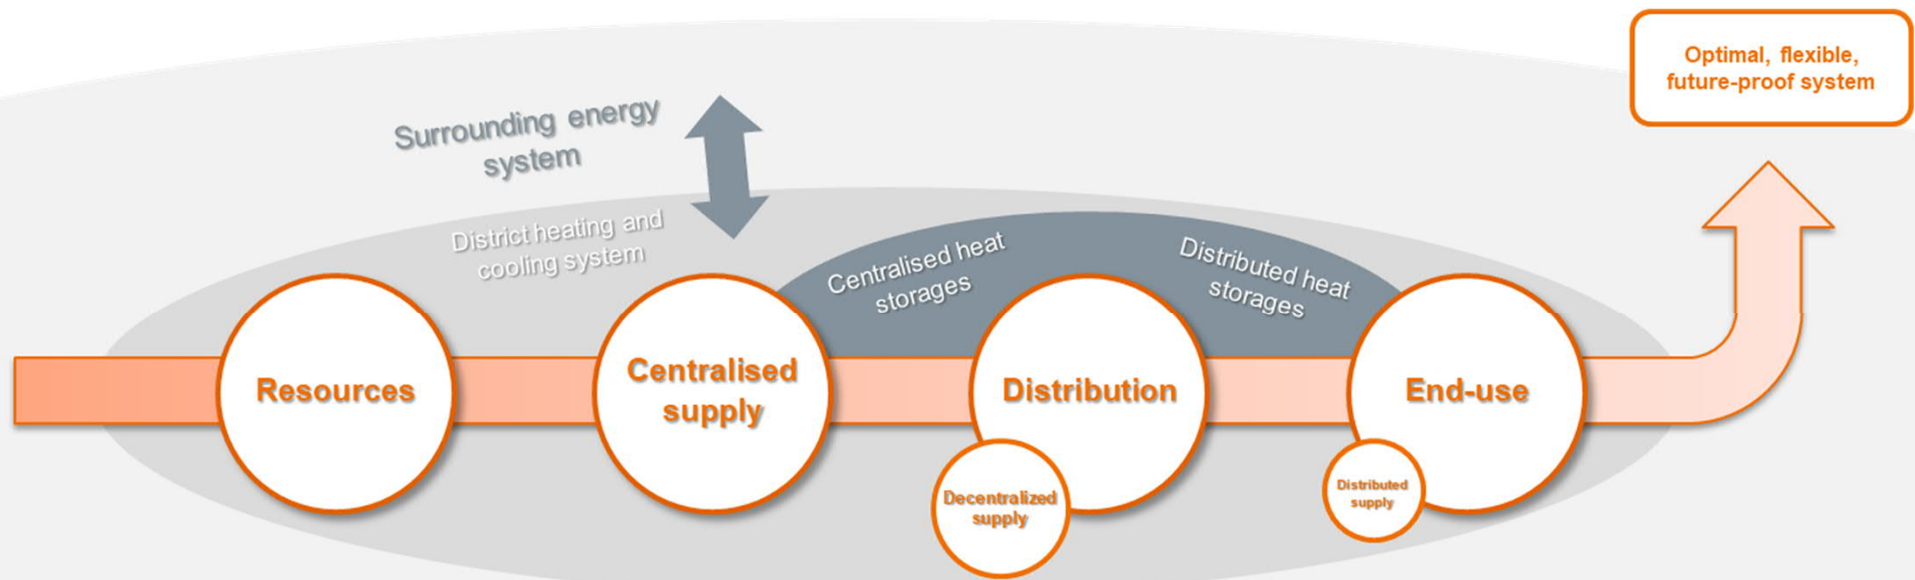 Optimal, flexible,
future-proof system
Surrounding energy
system
District heating and
cooling system
Centralised heat
storages
Distributed heat
storages
Resources
Centralised
supply
Distribution
End-use
Decentralized
supply
Distributed
supply